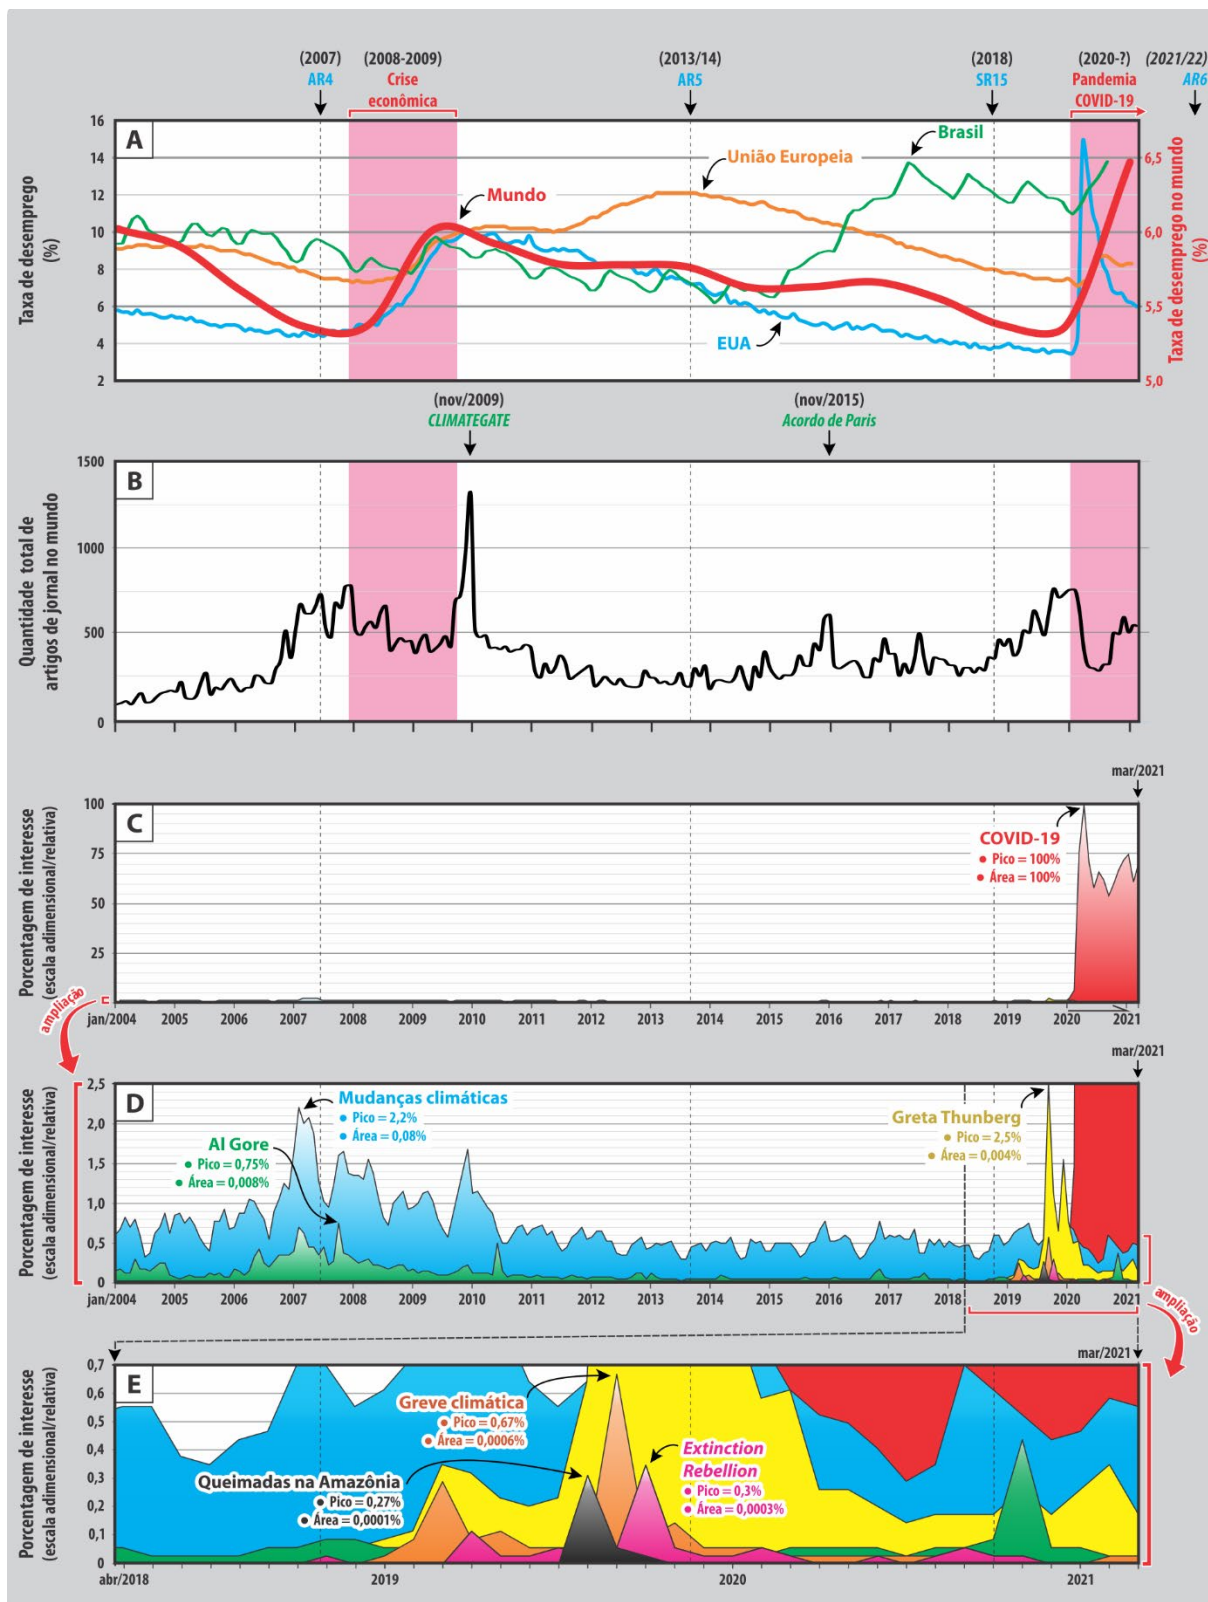 (2007)
AR4
(2008-2009)
Crise
econômica
(2013/14)
AR5
(2018)
SR15
(2020-?)
Pandemia
COVID-19
(2021/22)
AR6
A
Taxa de desemprego
(%)
16
14
12
10
8
6
4
2
Mundo
União Europeia
Brasil
EUA
6,5
6,0
5,5
5,0
Taxa de desemprego no mundo
(%)
(nov/2009)
CLIMATEGATE
(nov/2015)
Acordo de Paris
B
Quantidade total de
artigos de jornal no mundo
1500
1000
500
0
mar/2021
C
Porcentagem de interesse
(escala adimensional/relativa)
100
75
50
25
0
COVID-19
• Pico = 100%
• Área = 100%
jan/2004 2005 2006 2007 2008 2009 2010 2011 2012 2013 2014 2015 2016 2017 2018 2019 2020 2021
ampliação
mar/2021
D
Porcentagem de interesse
(escala adimensional/relativa)
2,5
2,0
1,5
1,0
0,5
0
Mudanças climáticas
• Pico = 2,2%
• Área = 0,08%
Al Gore
• Pico = 0,75%
• Área = 0,008%
Greta Thunberg
• Pico = 2,5%
• Área = 0,004%
jan/2004 2005 2006 2007 2008 2009 2010 2011 2012 2013 2014 2015 2016 2017 2018 2019 2020 2021
ampliação
mar/2021
E
Porcentagem de interesse
(escala adimensional/relativa)
0,7
0,6
0,5
0,4
0,3
0,2
0,1
0
Greve climática
• Pico = 0,67%
• Área = 0,0006%
Queimadas na Amazônia
• Pico = 0,27%
• Área = 0,0001%
Extinction
Rebellion
• Pico = 0,3%
• Área = 0,0003%
abr/2018 2019 2020 2021